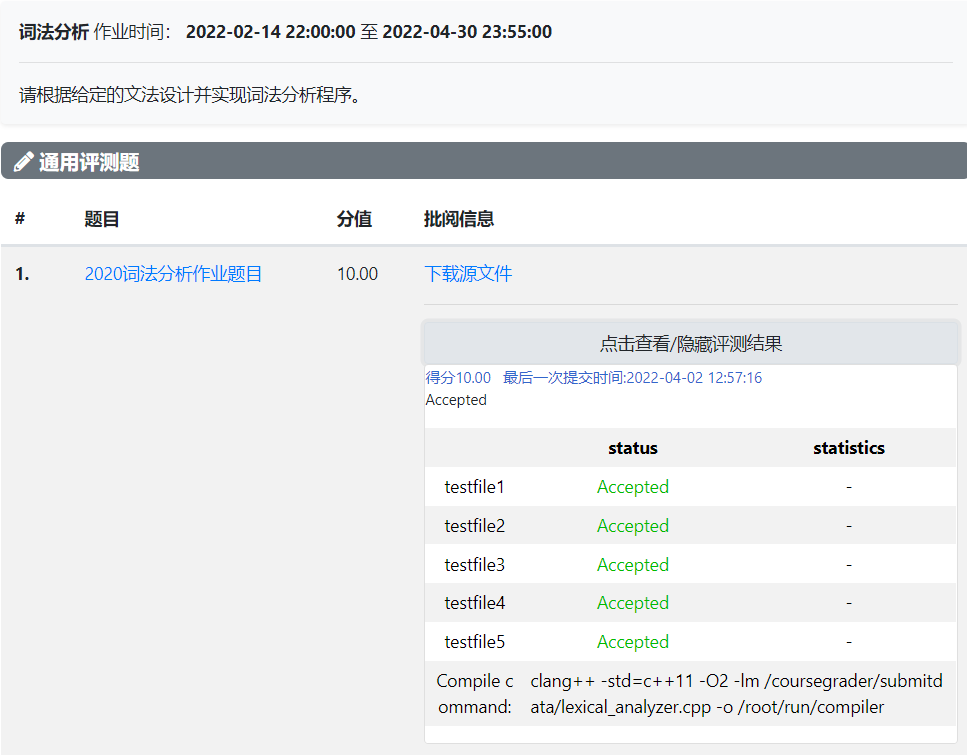 词法分析 作业时间： 2022-02-14 22:00:00 至 2022-04-30 23:55:00
请根据给定的文法设计并实现词法分析程序。
通用评测题
# 题目 分值 批阅信息
1. 2020词法分析作业题目 10.00 下载源文件
点击查看/隐藏评测结果
得分10.00 最后一次提交时间:2022-04-02 12:57:16
Accepted
status statistics
testfile1 Accepted -
testfile2 Accepted -
testfile3 Accepted -
testfile4 Accepted -
testfile5 Accepted -
Compile c clang++ -std=c++11 -O2 -lm /coursegrader/submitd
ommand: ata/lexical_analyzer.cpp -o /root/run/compiler